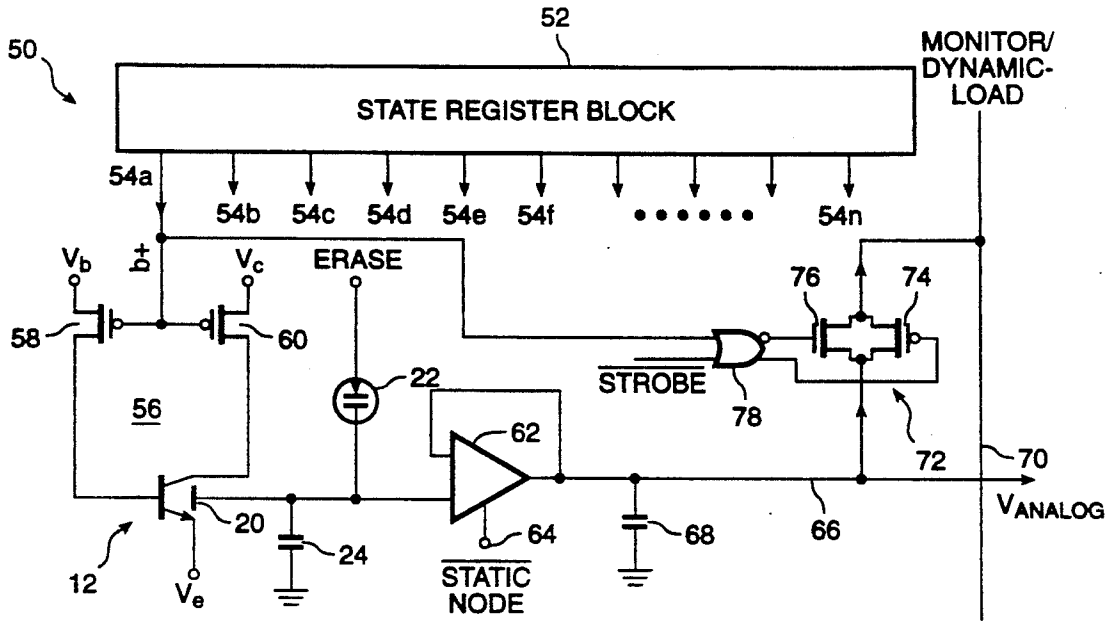 52
50
MONITOR/
DYNAMIC-
LOAD
STATE REGISTER BLOCK
54a
54b
54c
54d
54e
54f
54n
Vb
b+
Vc
ERASE
76
74
58
60
STROBE
78
22
56
62
72
70
66
VANALOG
20
24
64
68
12
Ve
STATIC
NODE